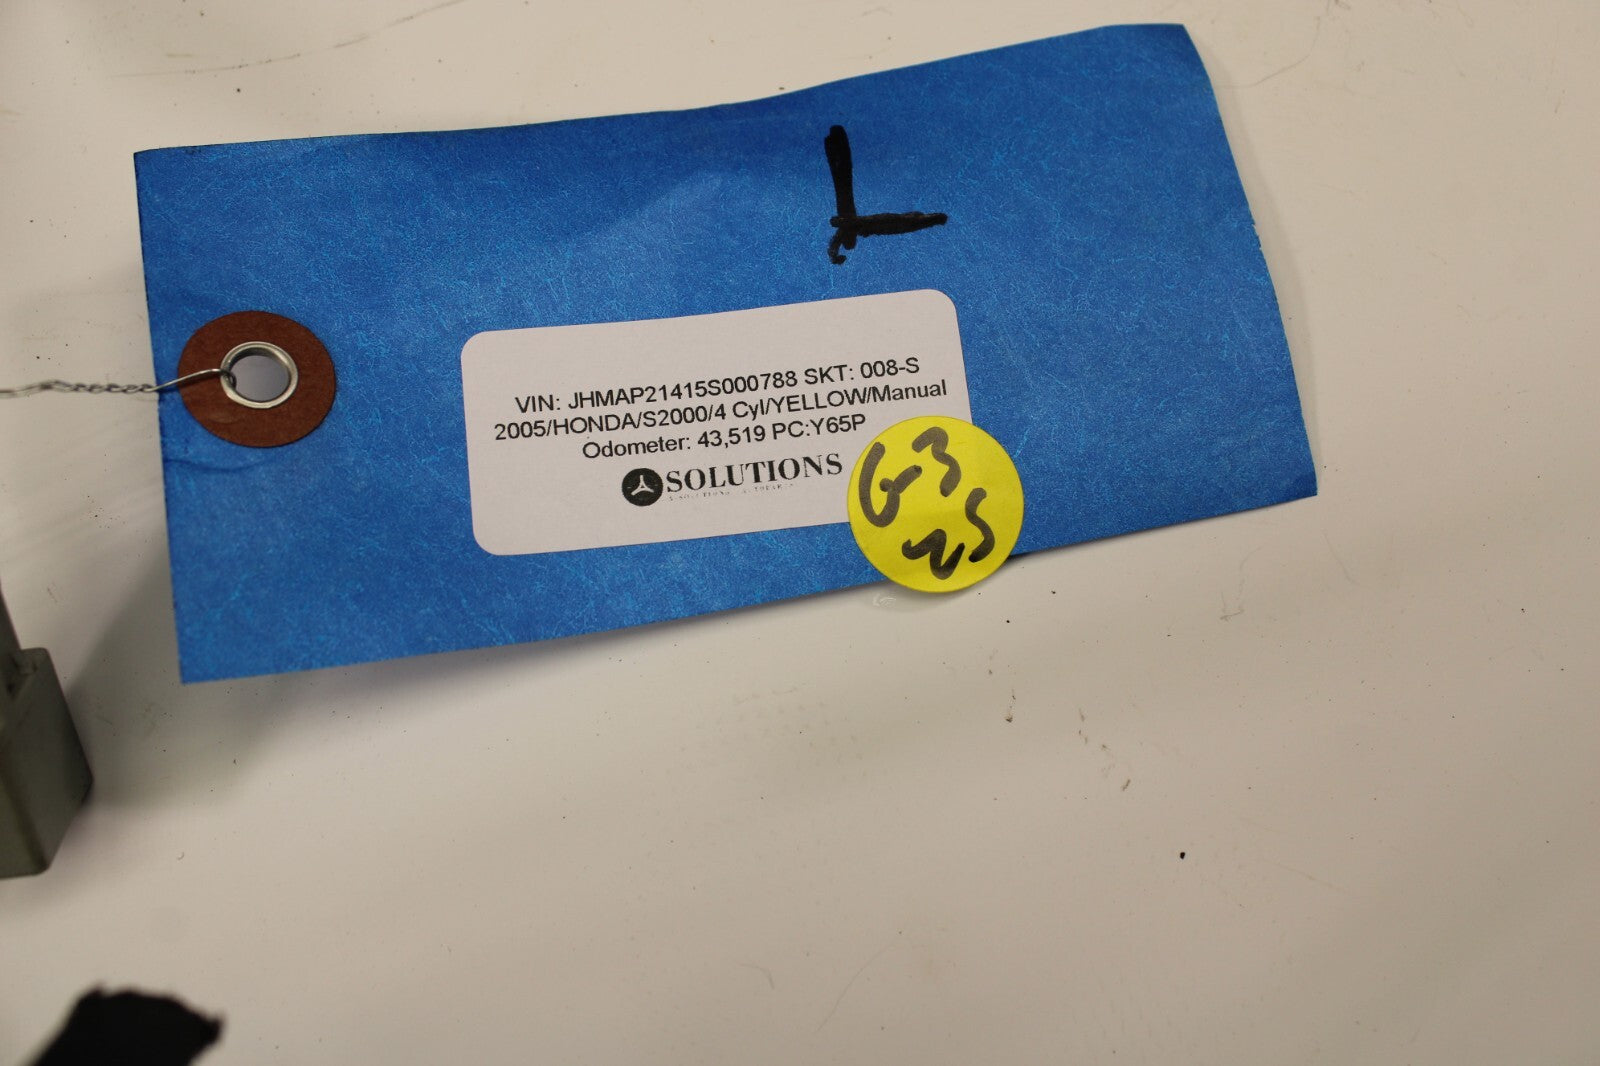 L
VIN: JHMAP21415S000788 SKT: 008-S
2005/HONDA/S2000/4 Cyl/YELLOW/Manual
Odometer: 43,519 PC:Y65P
SOLUTIONS
G3
25